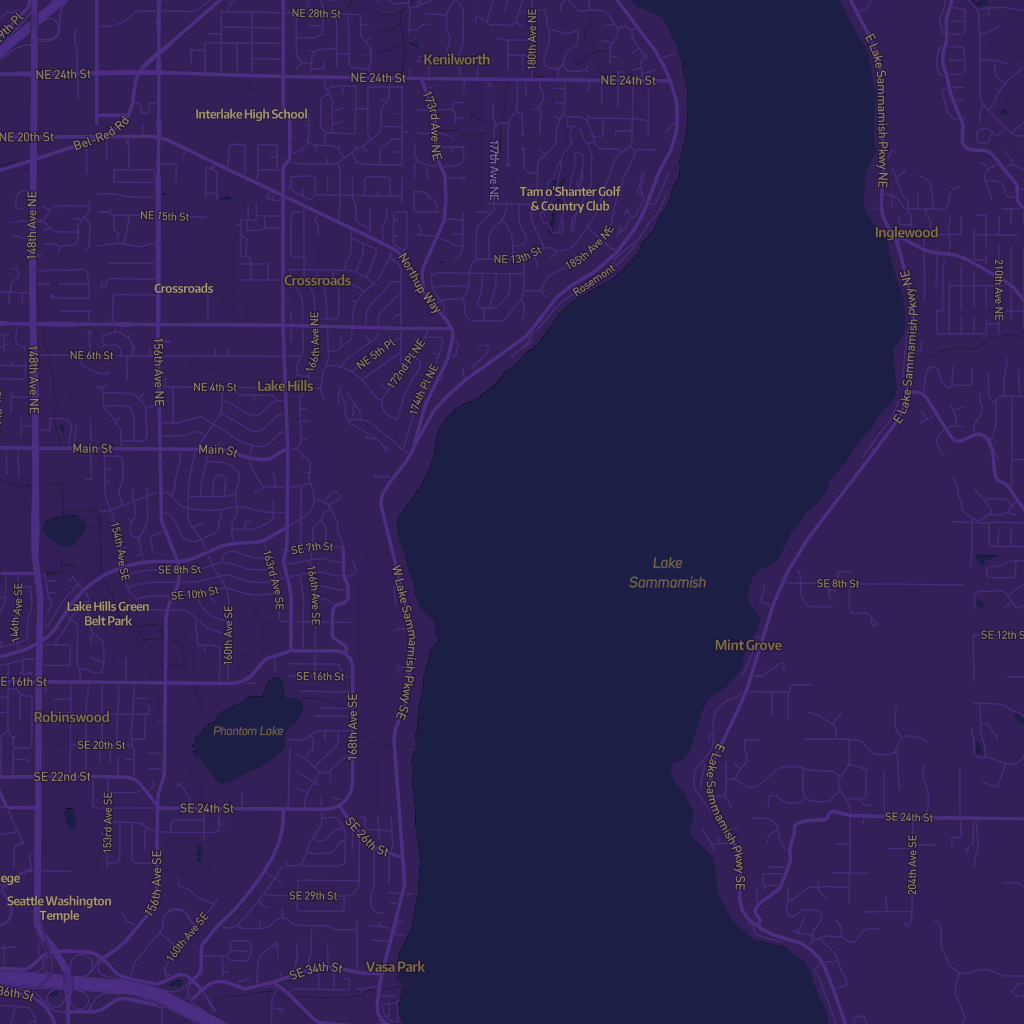 NE 28th St
180th Ave NE
E Lake Sammamish Pkwy NE
Kenilworth
NE 24th St
NE 24th St
NE 24th St
Interlake High School
173rd Ave NE
NE 20th St
Bel-Red Rd
177th Ave NE
Tam o'Shanter Golf
& Country Club
148th Ave NE
NE 15th St
Inglewood
185th Ave NE
NE 13th St
Northup Way
Rosemont
210th Ave NE
Crossroads
Crossroads
E Lake Sammamish Pkwy NE
166th Ave NE
NE 6th St
156th Ave NE
NE 5th Pl
172nd Pl NE
174th Pl NE
148th Ave NE
NE 4th St
Lake Hills
Main St
Main St
154th Ave SE
SE 7th St
163rd Ave SE
166th Ave SE
SE 8th St
Lake
Sammamish
SE 8th St
SE 10th St
146th Ave SE
Lake Hills Green
Belt Park
160th Ave SE
W Lake Sammamish Pkwy SE
SE 12th S
Mint Grove
SE 16th St
E 16th St
168th Ave SE
Robinswood
Phantom Lake
SE 20th St
SE 22nd St
E Lake Sammamish Pkwy SE
SE 24th St
SE 24th St
153rd Ave SE
SE 26th St
204th Ave SE
156th Ave SE
ege
SE 29th St
Seattle Washington
Temple
160th Ave SE
SE 34th St
Vasa Park
36th St